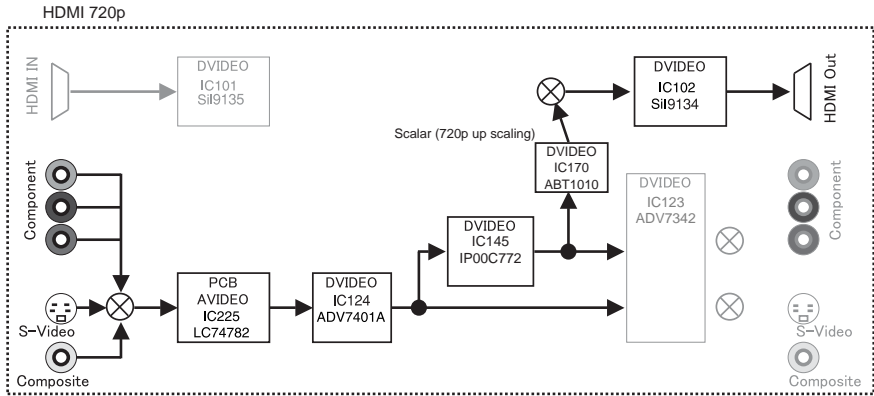 HDMI 720p
HDMI IN
DVIDEO
IC101
SiI9135
DVIDEO
IC102
SiI9134
HDMI Out
Scalar (720p up scaling)
DVIDEO
IC170
ABT1010
Component
DVIDEO
IC123
ADV7342
Component
DVIDEO
IC145
IP00C772
PCB
AVIDEO
IC225
LC74782
DVIDEO
IC124
ADV7401A
S-Video
Composite
S-Video
Composite